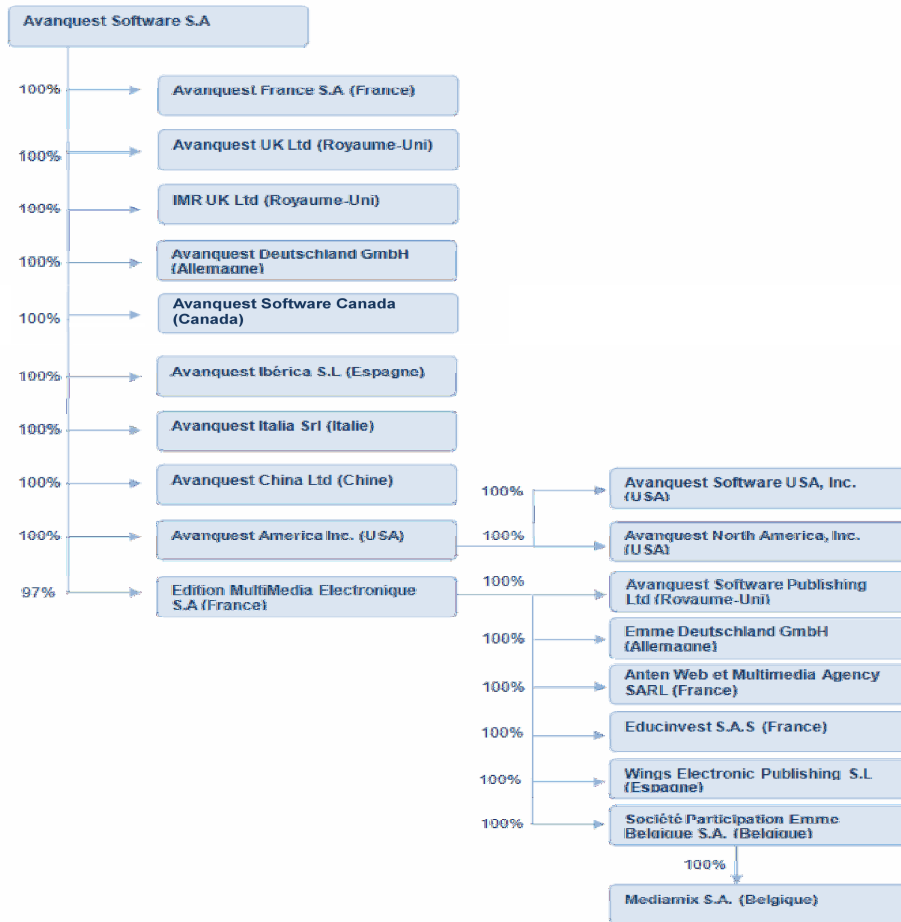 Avanquest Software S.A
100%
Avanquest France S.A (France)
100%
Avanquest UK Ltd (Royaume-Uni)
100%
IMR UK Ltd (Royaume-Uni)
100%
Avanquest Deutschland GmbH
(Allemagne)
100%
Avanquest Software Canada
(Canada)
100%
Avanquest Ibérica S.L (Espagne)
100%
Avanquest Italia Srl (Italie)
100%
Avanquest China Ltd (Chine)
100%
Avanquest America Inc. (USA)
97%
Edition MultiMedia Electronique
S.A (France)
100%
Avanquest Software USA, Inc.
(USA)
100%
Avanquest North America, Inc.
(USA)
100%
Avanquest Software Publishing
Ltd (Royaume-Uni)
100%
Emme Deutschland GmbH
(Allemagne)
100%
Anten Web et Multimedia Agency
SARL (France)
100%
Educinvest S.A.S (France)
100%
Wings Electronic Publishing S.L
(Espagne)
100%
Société Participation Emme
Belgique S.A. (Belgique)
100%
Mediamix S.A. (Belgique)